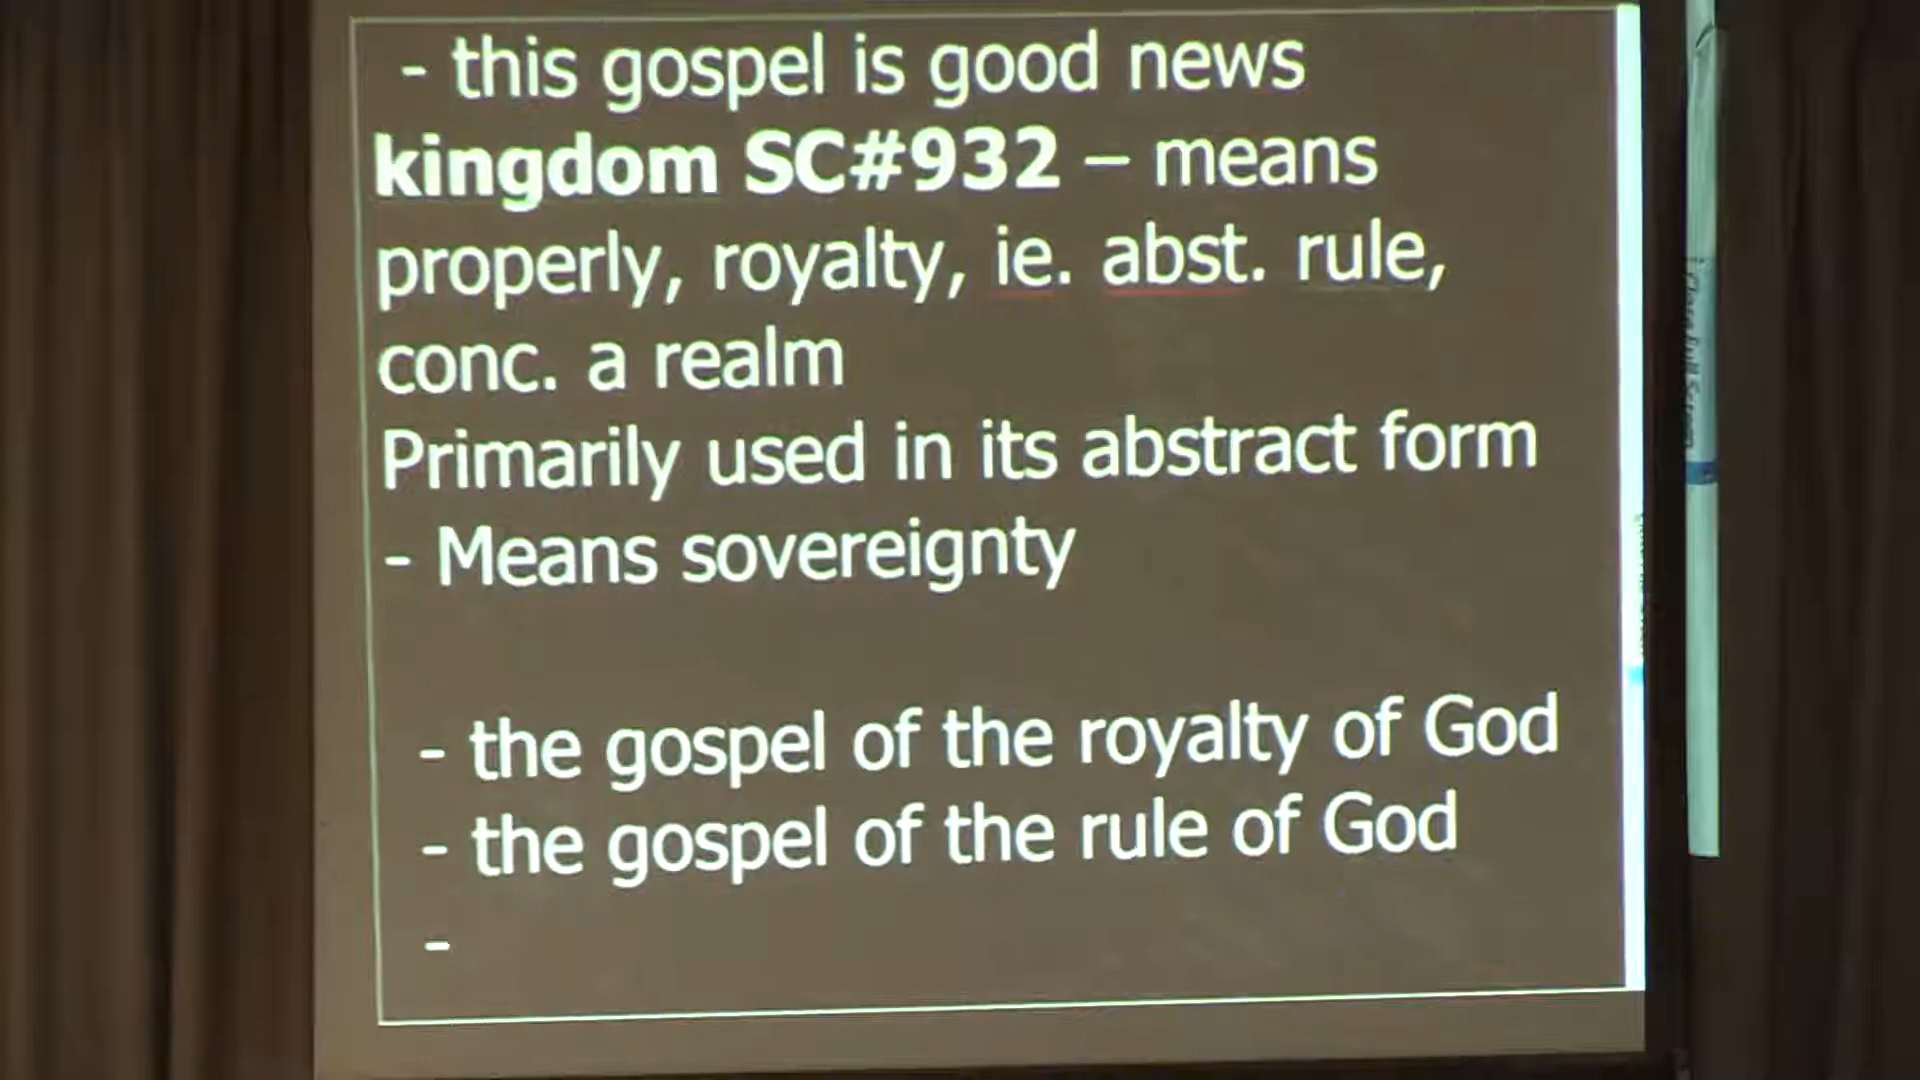 - this gospel is good news
kingdom SC#932 – means
properly, royalty, ie. abst. rule,
conc. a realm
Primarily used in its abstract form
- Means sovereignty
- the gospel of the royalty of God
- the gospel of the rule of God
-